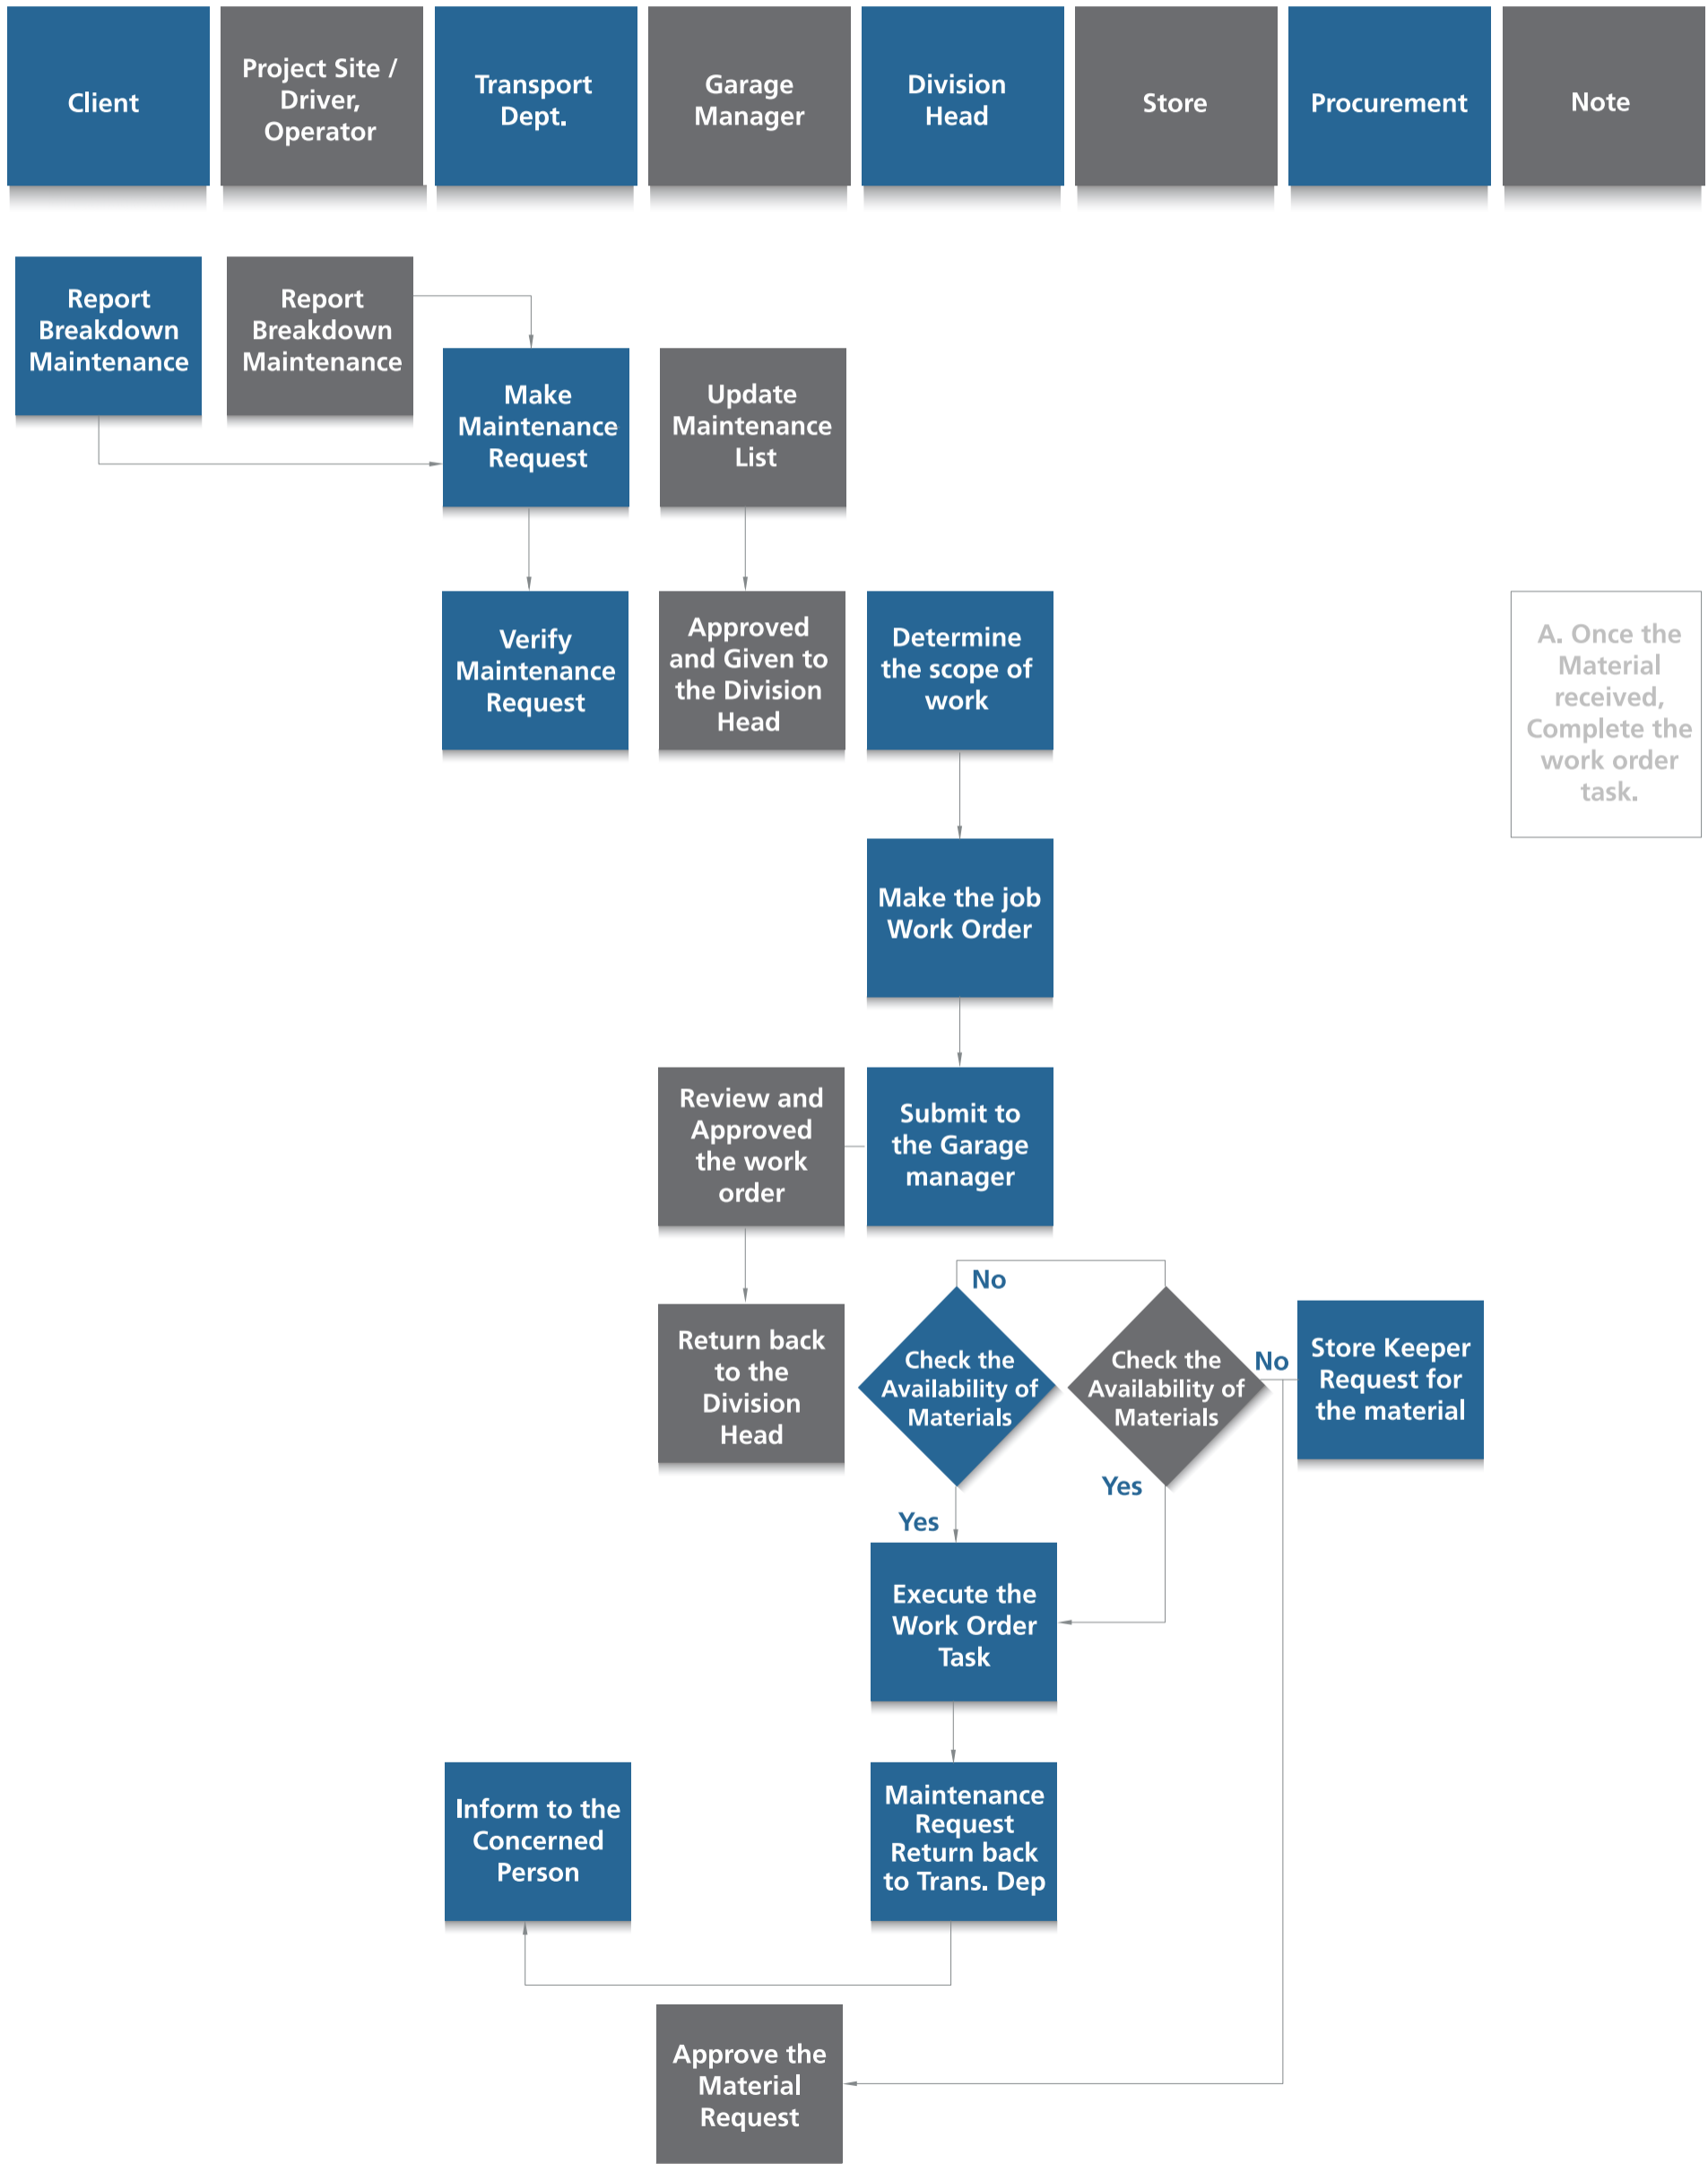 Client
Project Site /
Driver,
Operator
Transport
Dept.
Garage
Manager
Division
Head
Store
Procurement
Note
Report
Breakdown
Maintenance
Report
Breakdown
Maintenance
Make
Maintenance
Request
Update
Maintenance
List
Verify
Maintenance
Request
Approved
and Given to
the Division
Head
Determine
the scope of
work
A. Once the
Material
received,
Complete the
work order
task.
Make the job
Work Order
Review and
Approved
the work
order
Submit to
the Garage
manager
Return back
to the
Division
Head
No
Check the
Availability of
Materials
Yes
Check the
Availability of
Materials
No
Yes
Store Keeper
Request for
the material
Execute the
Work Order
Task
Inform to the
Concerned
Person
Maintenance
Request
Return back
to Trans. Dep
Approve the
Material
Request